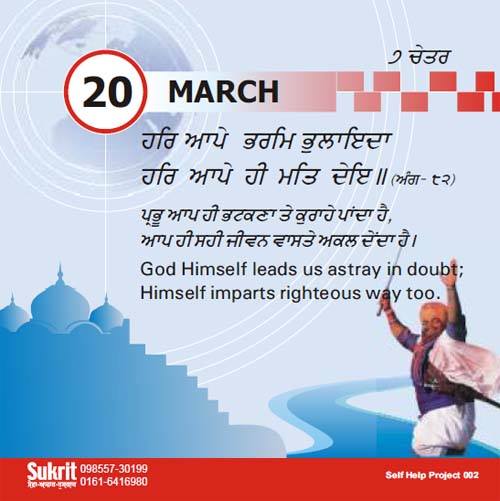 ੭ ਚੇਤਰ
20 MARCH
ਹਰਿ ਆਪੇ ਭਰਮਿ ਭੁਲਾਇਦਾ
ਹਰਿ ਆਪੇ ਹੀ ਮਤਿ ਦੇਇ॥ (ਅੰਗ- ੮੨)
ਪ੍ਰਭੂ ਆਪ ਹੀ ਭਟਕਣਾ ਤੇ ਕੁਰਾਹੇ ਪਾਂਦਾ ਹੈ,
ਆਪ ਹੀ ਸਹੀ ਜੀਵਨ ਵਾਸਤੇ ਅਕਲ ਦੇਂਦਾ ਹੈ।
God Himself leads us astray in doubt;
Himself imparts righteous way too.
Sukrit 098557-30199
0161-6416980
Self Help Project 002